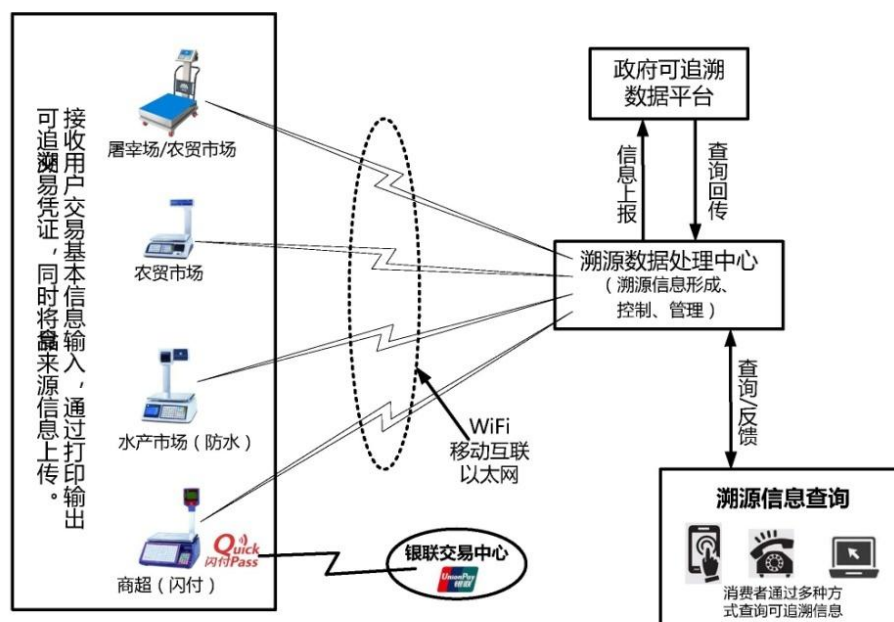 接收用户交易基本信息输入，通过打印输出
可追溯交易凭证，同时将商品来源信息上传。
屠宰场/农贸市场
农贸市场
水产市场（防水）
Quick
闪付Pass
商超（闪付）
WiFi
移动互联
以太网
银联交易中心
UnionPay
银联
政府可追溯
数据平台
信息上报
查询回传
溯源数据处理中心
（溯源信息形成、
控制、管理）
查询/反馈
溯源信息查询
消费者通过多种方
式查询可追溯信息